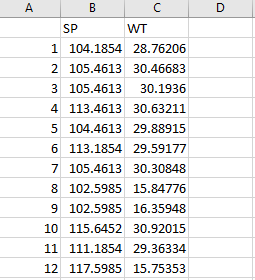 A B C D
SP WT
1 104.1854 28.76206
2 105.4613 30.46683
3 105.4613 30.1936
4 113.4613 30.63211
5 104.4613 29.88915
6 113.1854 29.59177
7 105.4613 30.30848
8 102.5985 15.84776
9 102.5985 16.35948
10 115.6452 30.92015
11 111.1854 29.36334
12 117.5985 15.75353